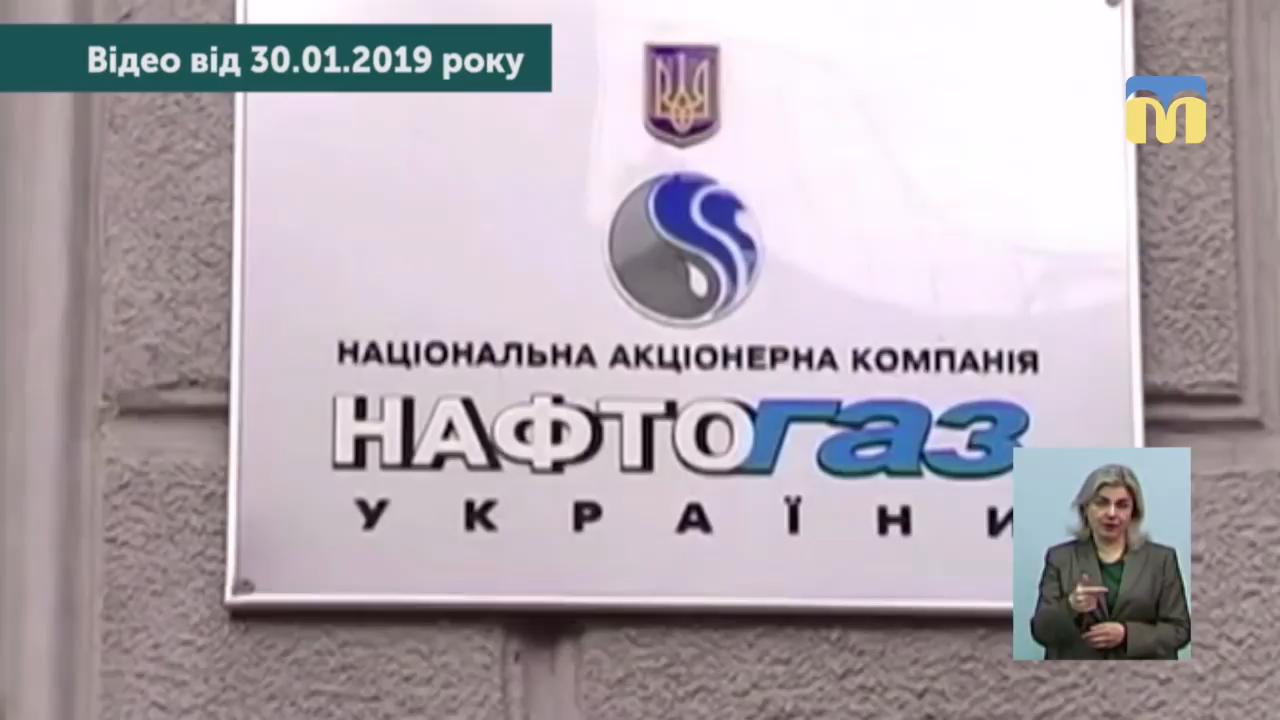 Відео від 30.01.2019 року
НАЦІОНАЛЬНА АКЦІОНЕРНА КОМПАНІЯ
НАФТОгаз
УКРАЇНИ